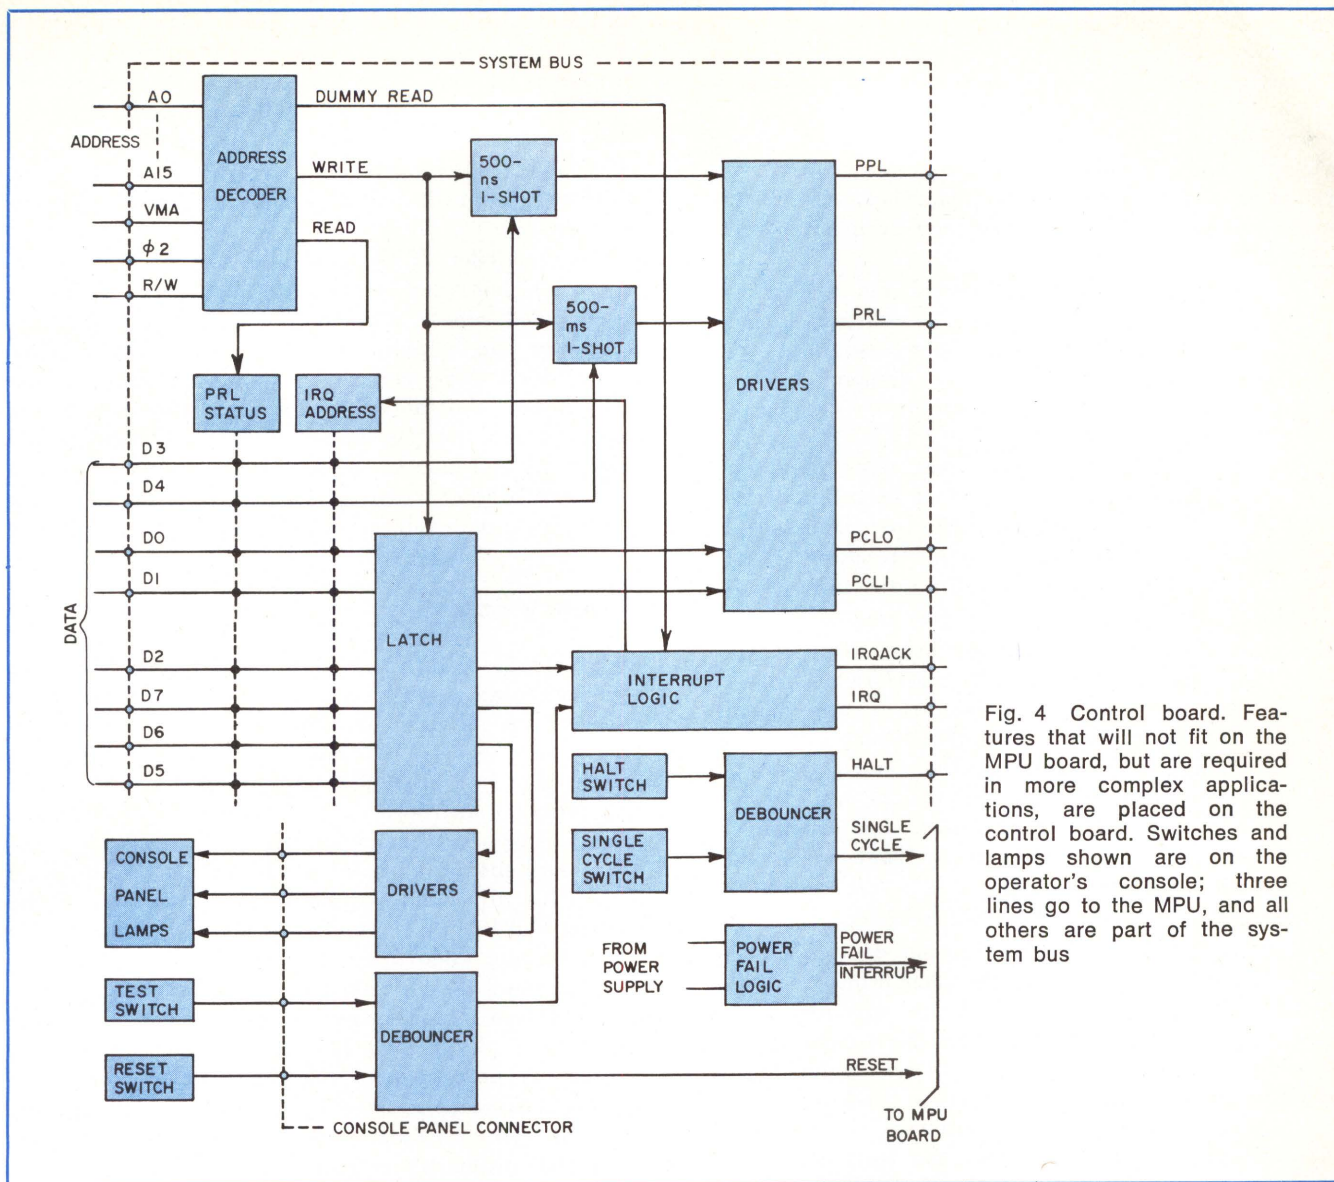 SYSTEM BUS
A0
ADDRESS
A15
VMA
ϕ2
R/W
ADDRESS
DECODER
DUMMY READ
WRITE
READ
500-
ns
1-SHOT
500-
ms
1-SHOT
DRIVERS
PPL
PRL
PCL0
PCL1
PRL
STATUS
IRQ
ADDRESS
DATA
D3
D4
D0
D1
D2
D7
D6
D5
LATCH
INTERRUPT
LOGIC
IRQACK
IRQ
HALT
SWITCH
SINGLE
CYCLE
SWITCH
DEBOUNCER
HALT
SINGLE
CYCLE
CONSOLE
PANEL
LAMPS
DRIVERS
FROM
POWER
SUPPLY
POWER
FAIL
LOGIC
POWER
FAIL
INTERRUPT
TEST
SWITCH
RESET
SWITCH
DEBOUNCER
RESET
TO MPU
BOARD
CONSOLE PANEL CONNECTOR
Fig. 4 Control board. Fea-
tures that will not fit on the
MPU board, but are required
in more complex applica-
tions, are placed on the
control board. Switches and
lamps shown are on the
operator's console; three
lines go to the MPU, and all
others are part of the sys-
tem bus